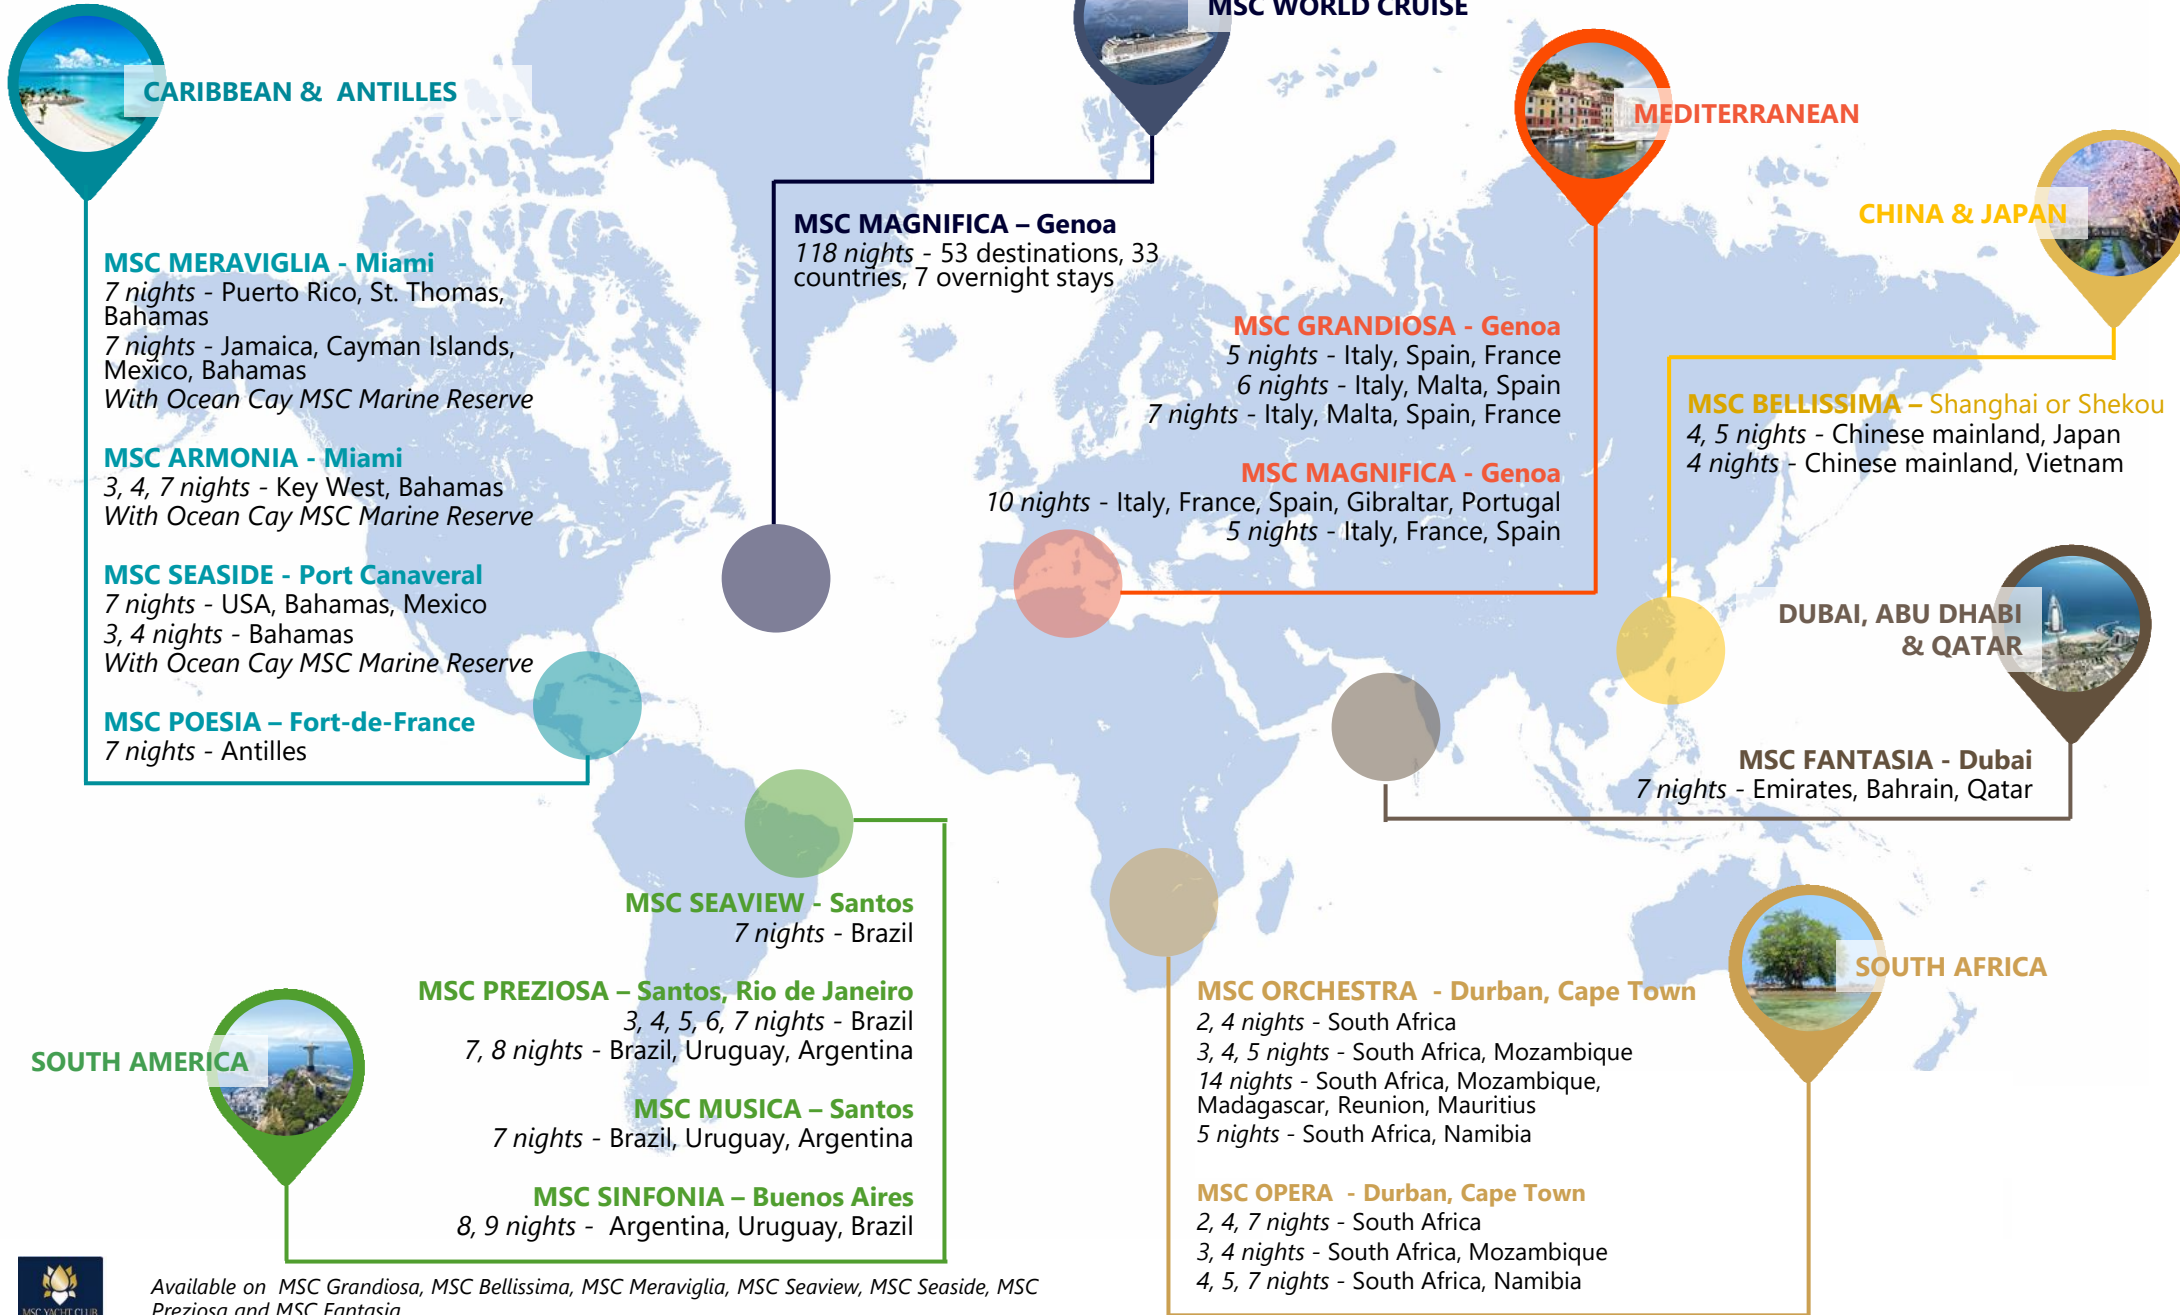 MSC WORLD CRUISE
CARIBBEAN & ANTILLES
MEDITERRANEAN
CHINA & JAPAN
MSC MAGNIFICA – Genoa
118 nights - 53 destinations, 33
countries, 7 overnight stays
MSC MERAVIGLIA - Miami
7 nights - Puerto Rico, St. Thomas,
Bahamas
7 nights - Jamaica, Cayman Islands,
Mexico, Bahamas
With Ocean Cay MSC Marine Reserve
MSC ARMONIA - Miami
3, 4, 7 nights - Key West, Bahamas
With Ocean Cay MSC Marine Reserve
MSC SEASIDE - Port Canaveral
7 nights - USA, Bahamas, Mexico
3, 4 nights - Bahamas
With Ocean Cay MSC Marine Reserve
MSC POESIA – Fort-de-France
7 nights - Antilles
MSC GRANDIOSA - Genoa
5 nights - Italy, Spain, France
6 nights - Italy, Malta, Spain
7 nights - Italy, Malta, Spain, France
MSC MAGNIFICA - Genoa
10 nights - Italy, France, Spain, Gibraltar, Portugal
5 nights - Italy, France, Spain
MSC BELLISSIMA – Shanghai or Shekou
4, 5 nights - Chinese mainland, Japan
4 nights - Chinese mainland, Vietnam
DUBAI, ABU DHABI
& QATAR
MSC FANTASIA - Dubai
7 nights - Emirates, Bahrain, Qatar
SOUTH AMERICA
MSC SEAVIEW - Santos
7 nights - Brazil
MSC PREZIOSA – Santos, Rio de Janeiro
3, 4, 5, 6, 7 nights - Brazil
7, 8 nights - Brazil, Uruguay, Argentina
MSC MUSICA – Santos
7 nights - Brazil, Uruguay, Argentina
MSC SINFONIA – Buenos Aires
8, 9 nights - Argentina, Uruguay, Brazil
SOUTH AFRICA
MSC ORCHESTRA - Durban, Cape Town
2, 4 nights - South Africa
3, 4, 5 nights - South Africa, Mozambique
14 nights - South Africa, Mozambique,
Madagascar, Reunion, Mauritius
5 nights - South Africa, Namibia
MSC OPERA - Durban, Cape Town
2, 4, 7 nights - South Africa
3, 4 nights - South Africa, Mozambique
4, 5, 7 nights - South Africa, Namibia
MSC YACHT CLUB
Available on MSC Grandiosa, MSC Bellissima, MSC Meraviglia, MSC Seaview, MSC Seaside, MSC
Preziosa and MSC Fantasia